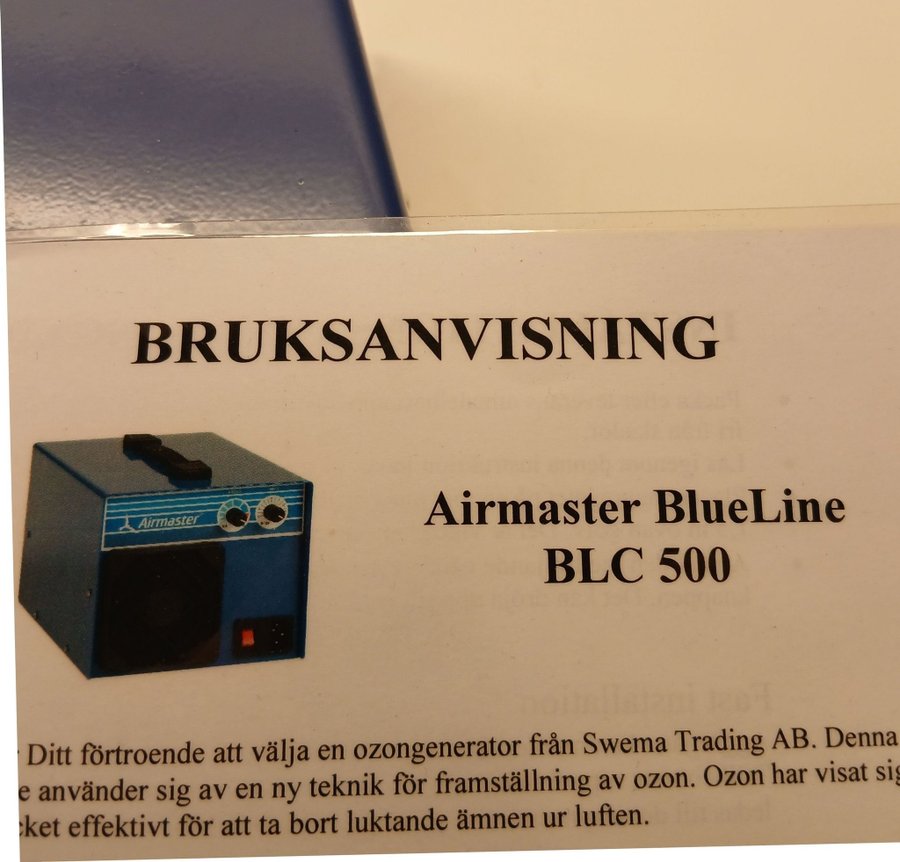 BRUKSANVISNING
Airmaster
Airmaster BlueLine
BLC 500
Ditt förtroende att välja en ozongenerator från Swema Trading AB. Denna
använder sig av en ny teknik för framställning av ozon. Ozon har visat
effektivt för att ta bort luktande ämnen ur luften.